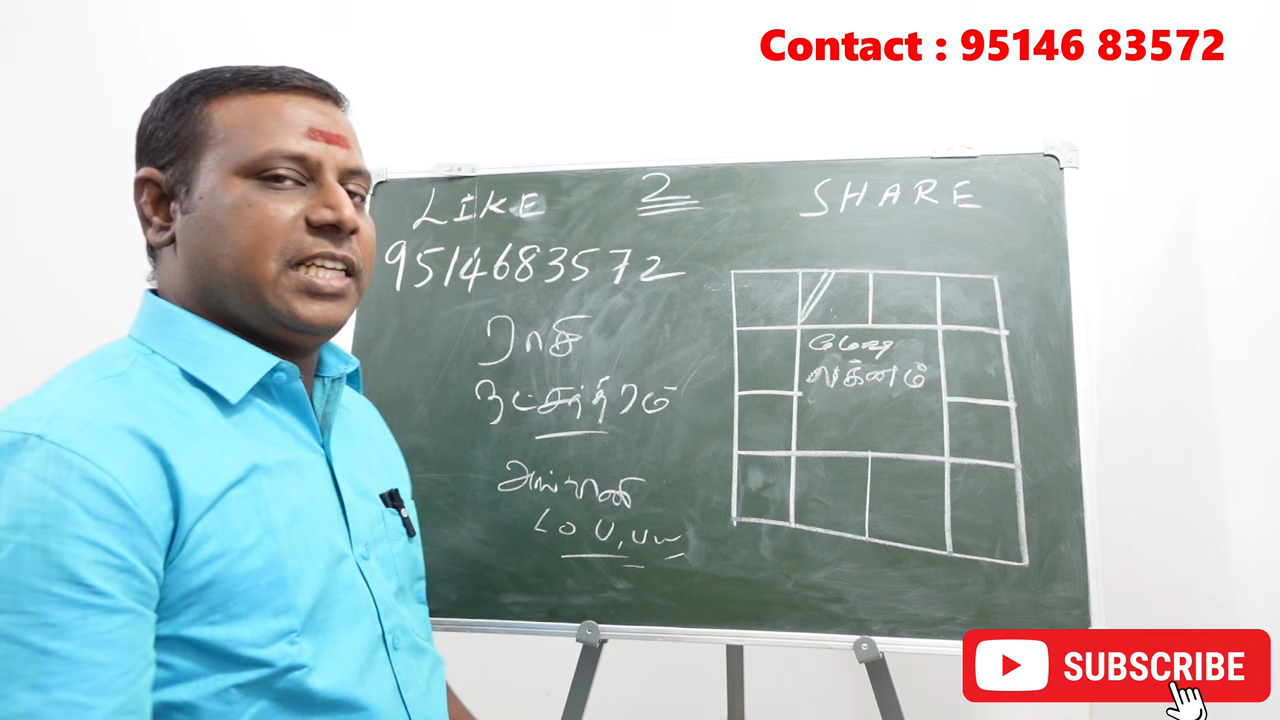 Contact : 95146 83572
LIKE 2 SHARE
9514683572
ராசி
நட்சத்திரம்
மேஷ
லக்னம்
SUBSCRIBE